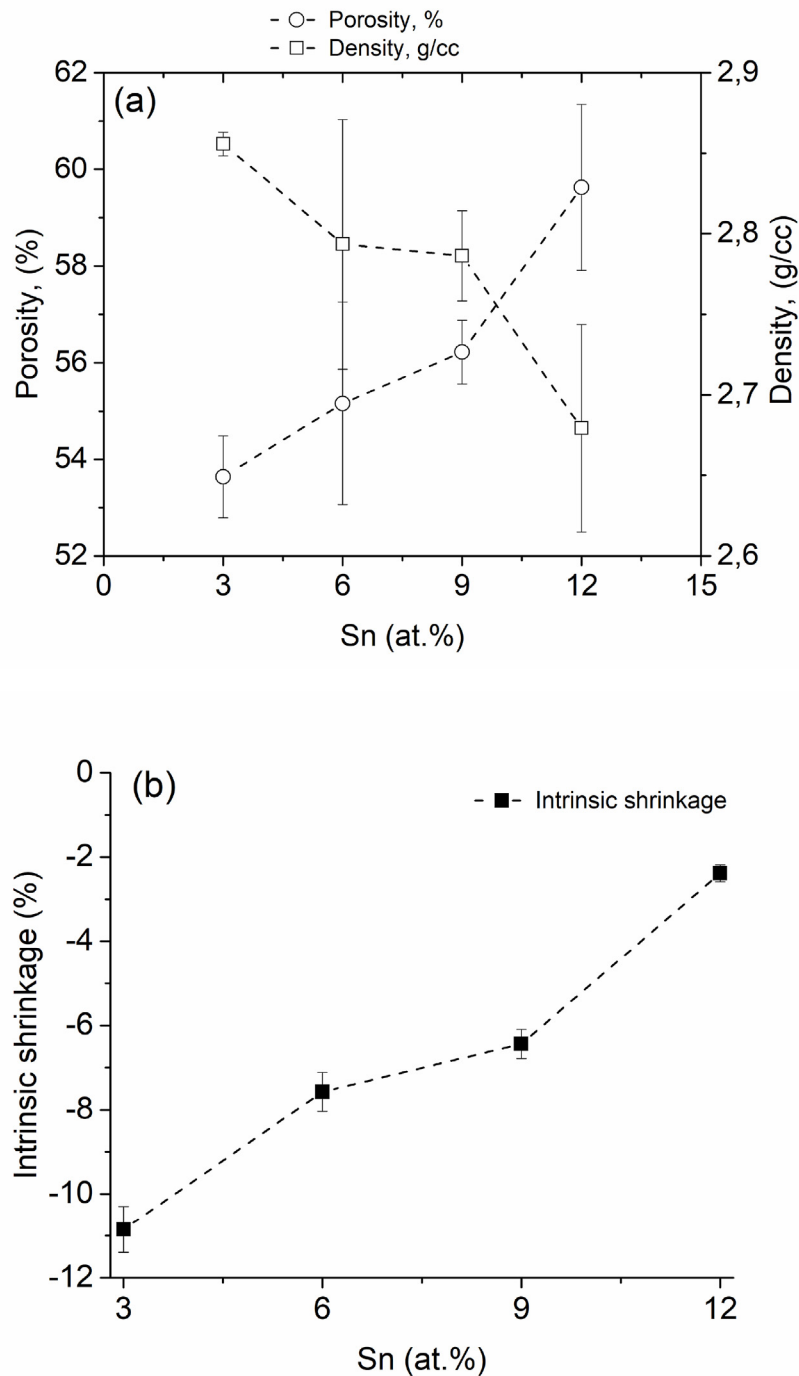 Porosity, %
Density, g/cc
(a)
62
60
58
56
54
52
Porosity, (%)
2,9
2,8
2,7
2,6
Density, (g/cc)
0 3 6 9 12 15
Sn (at.%)
(b)
Intrinsic shrinkage
0
-2
-4
-6
-8
-10
-12
Intrinsic shrinkage (%)
3 6 9 12
Sn (at.%)